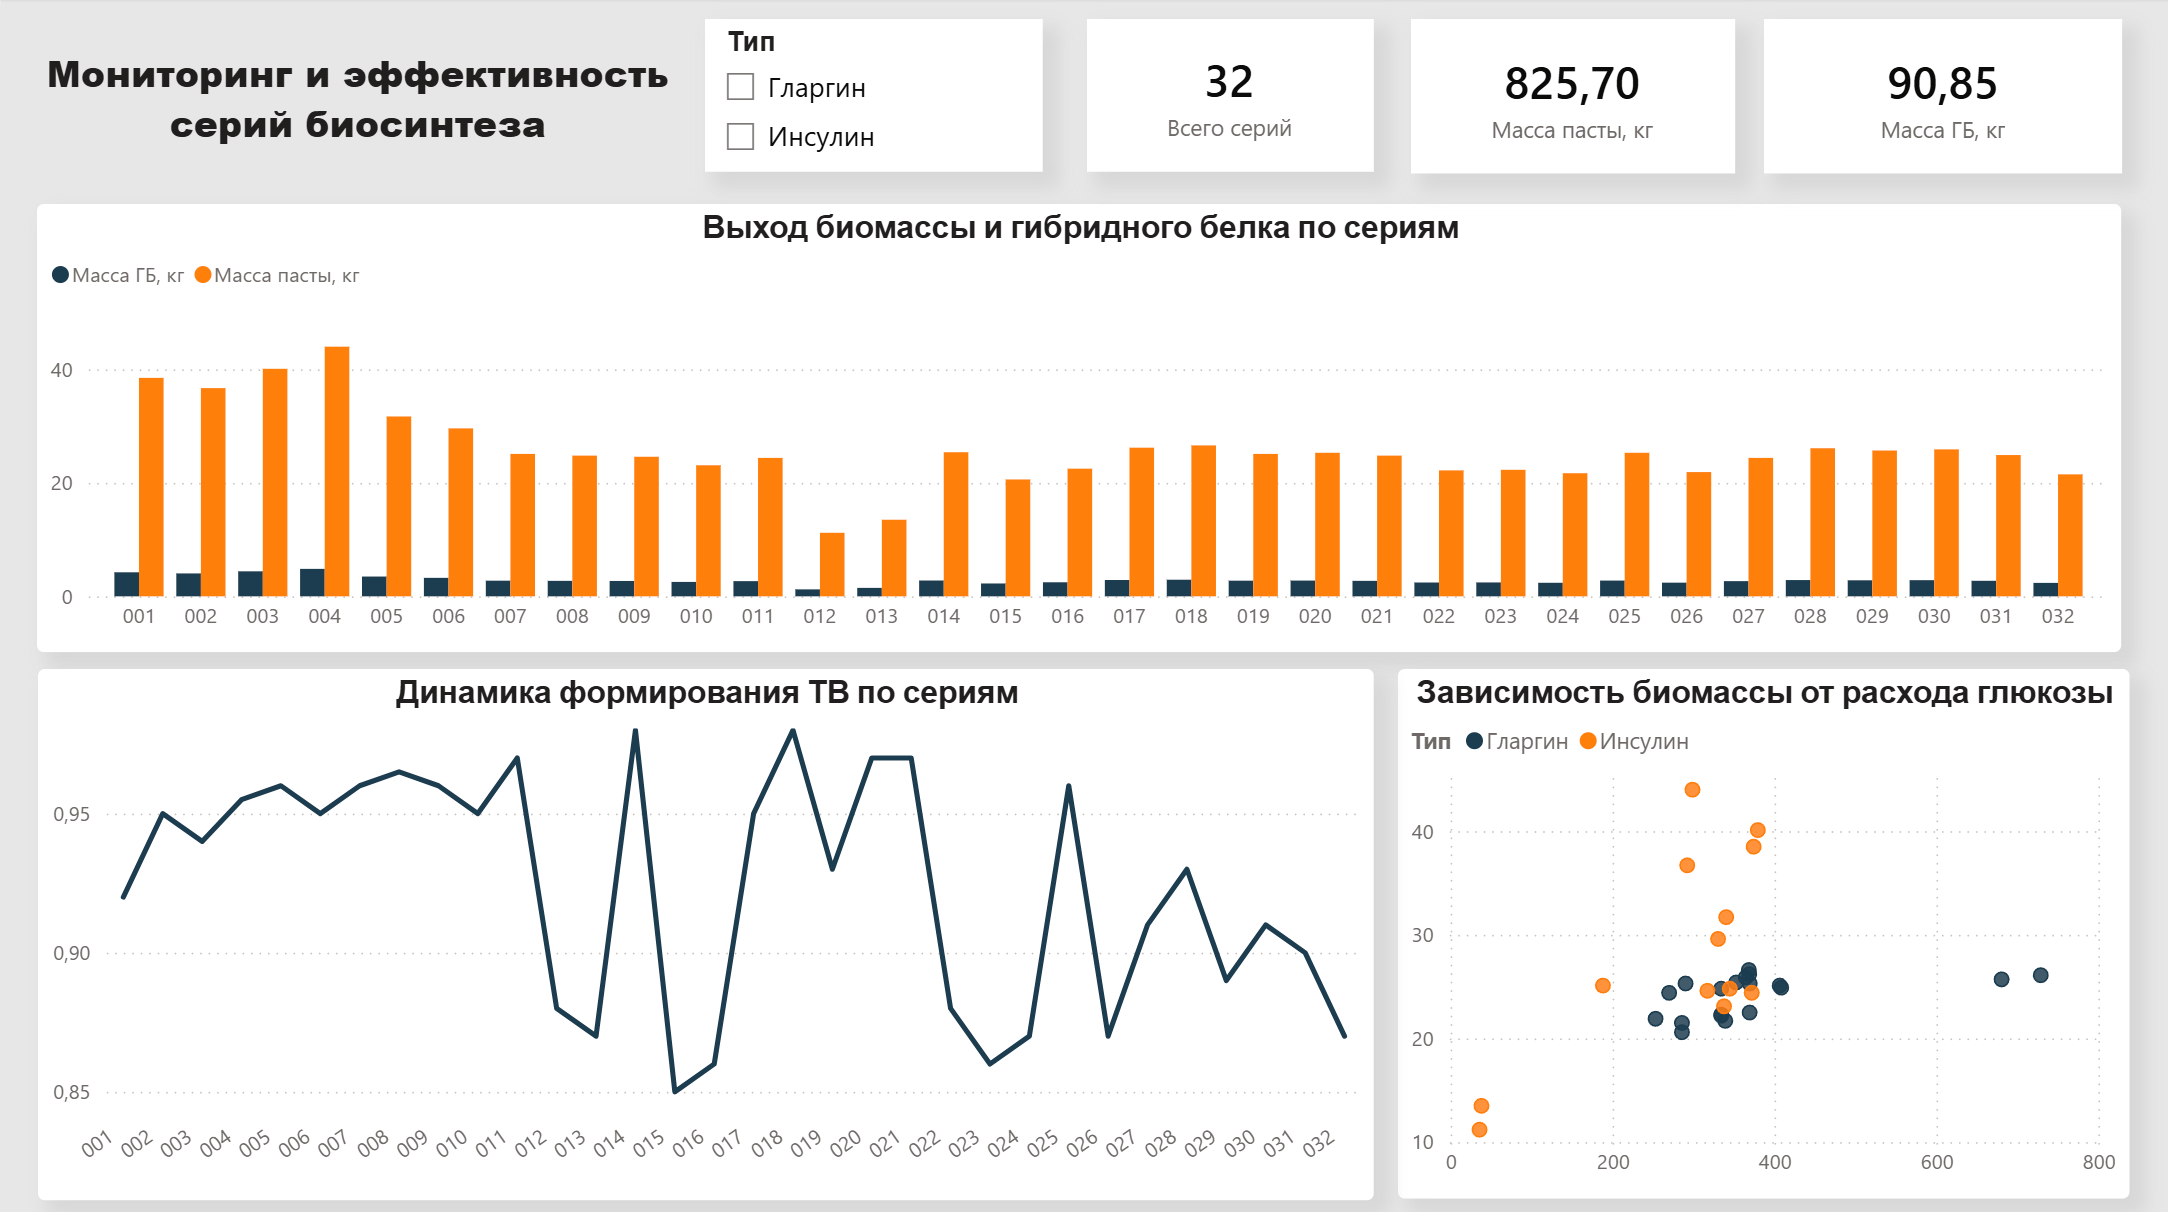 Мониторинг и эффективность
серий биосинтеза
Тип
Гларгин
Инсулин
32
Всего серий
825,70
Масса пасты, кг
90,85
Масса ГБ, кг
Выход биомассы и гибридного белка по сериям
Масса ГБ, кг Масса пасты, кг
40
20
0
001 002 003 004 005 006 007 008 009 010 011 012 013 014 015 016 017 018 019 020 021 022 023 024 025 026 027 028 029 030 031 032
Динамика формирования ТВ по сериям
0,95
0,90
0,85
001 002 003 004 005 006 007 008 009 010 011 012 013 014 015 016 017 018 019 020 021 022 023 024 025 026 027 028 029 030 031 032
Зависимость биомассы от расхода глюкозы
Тип Гларгин Инсулин
40
30
20
10
0 200 400 600 800